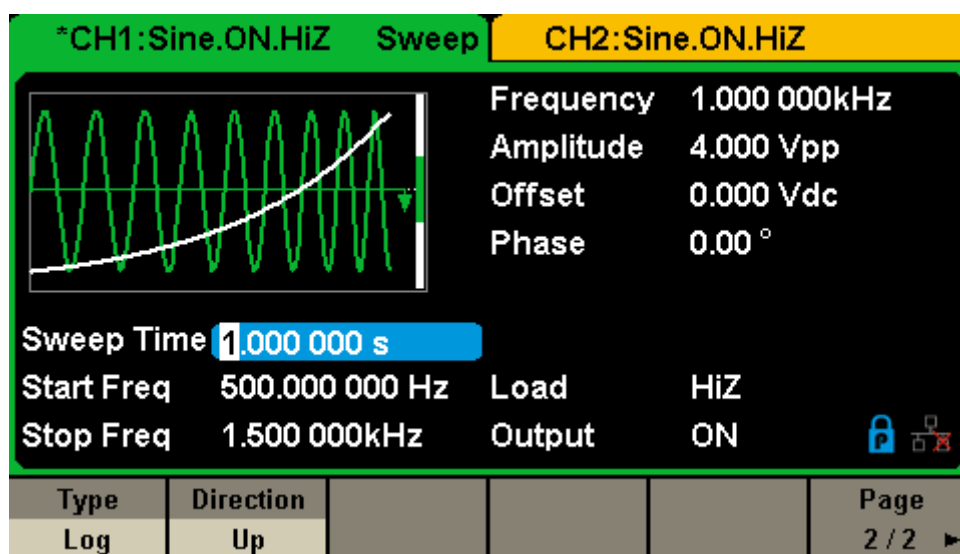 *CH1:Sine.ON.HiZ Sweep CH2:Sine.ON.HiZ
Frequency 1.000 000kHz
Amplitude 4.000 Vpp
Offset 0.000 Vdc
Phase 0.00 °
Sweep Time 1.000 000 s
Start Freq 500.000 000 Hz Load HiZ
Stop Freq 1.500 000kHz Output ON P
Type Direction Page
Log Up 2 / 2 ►